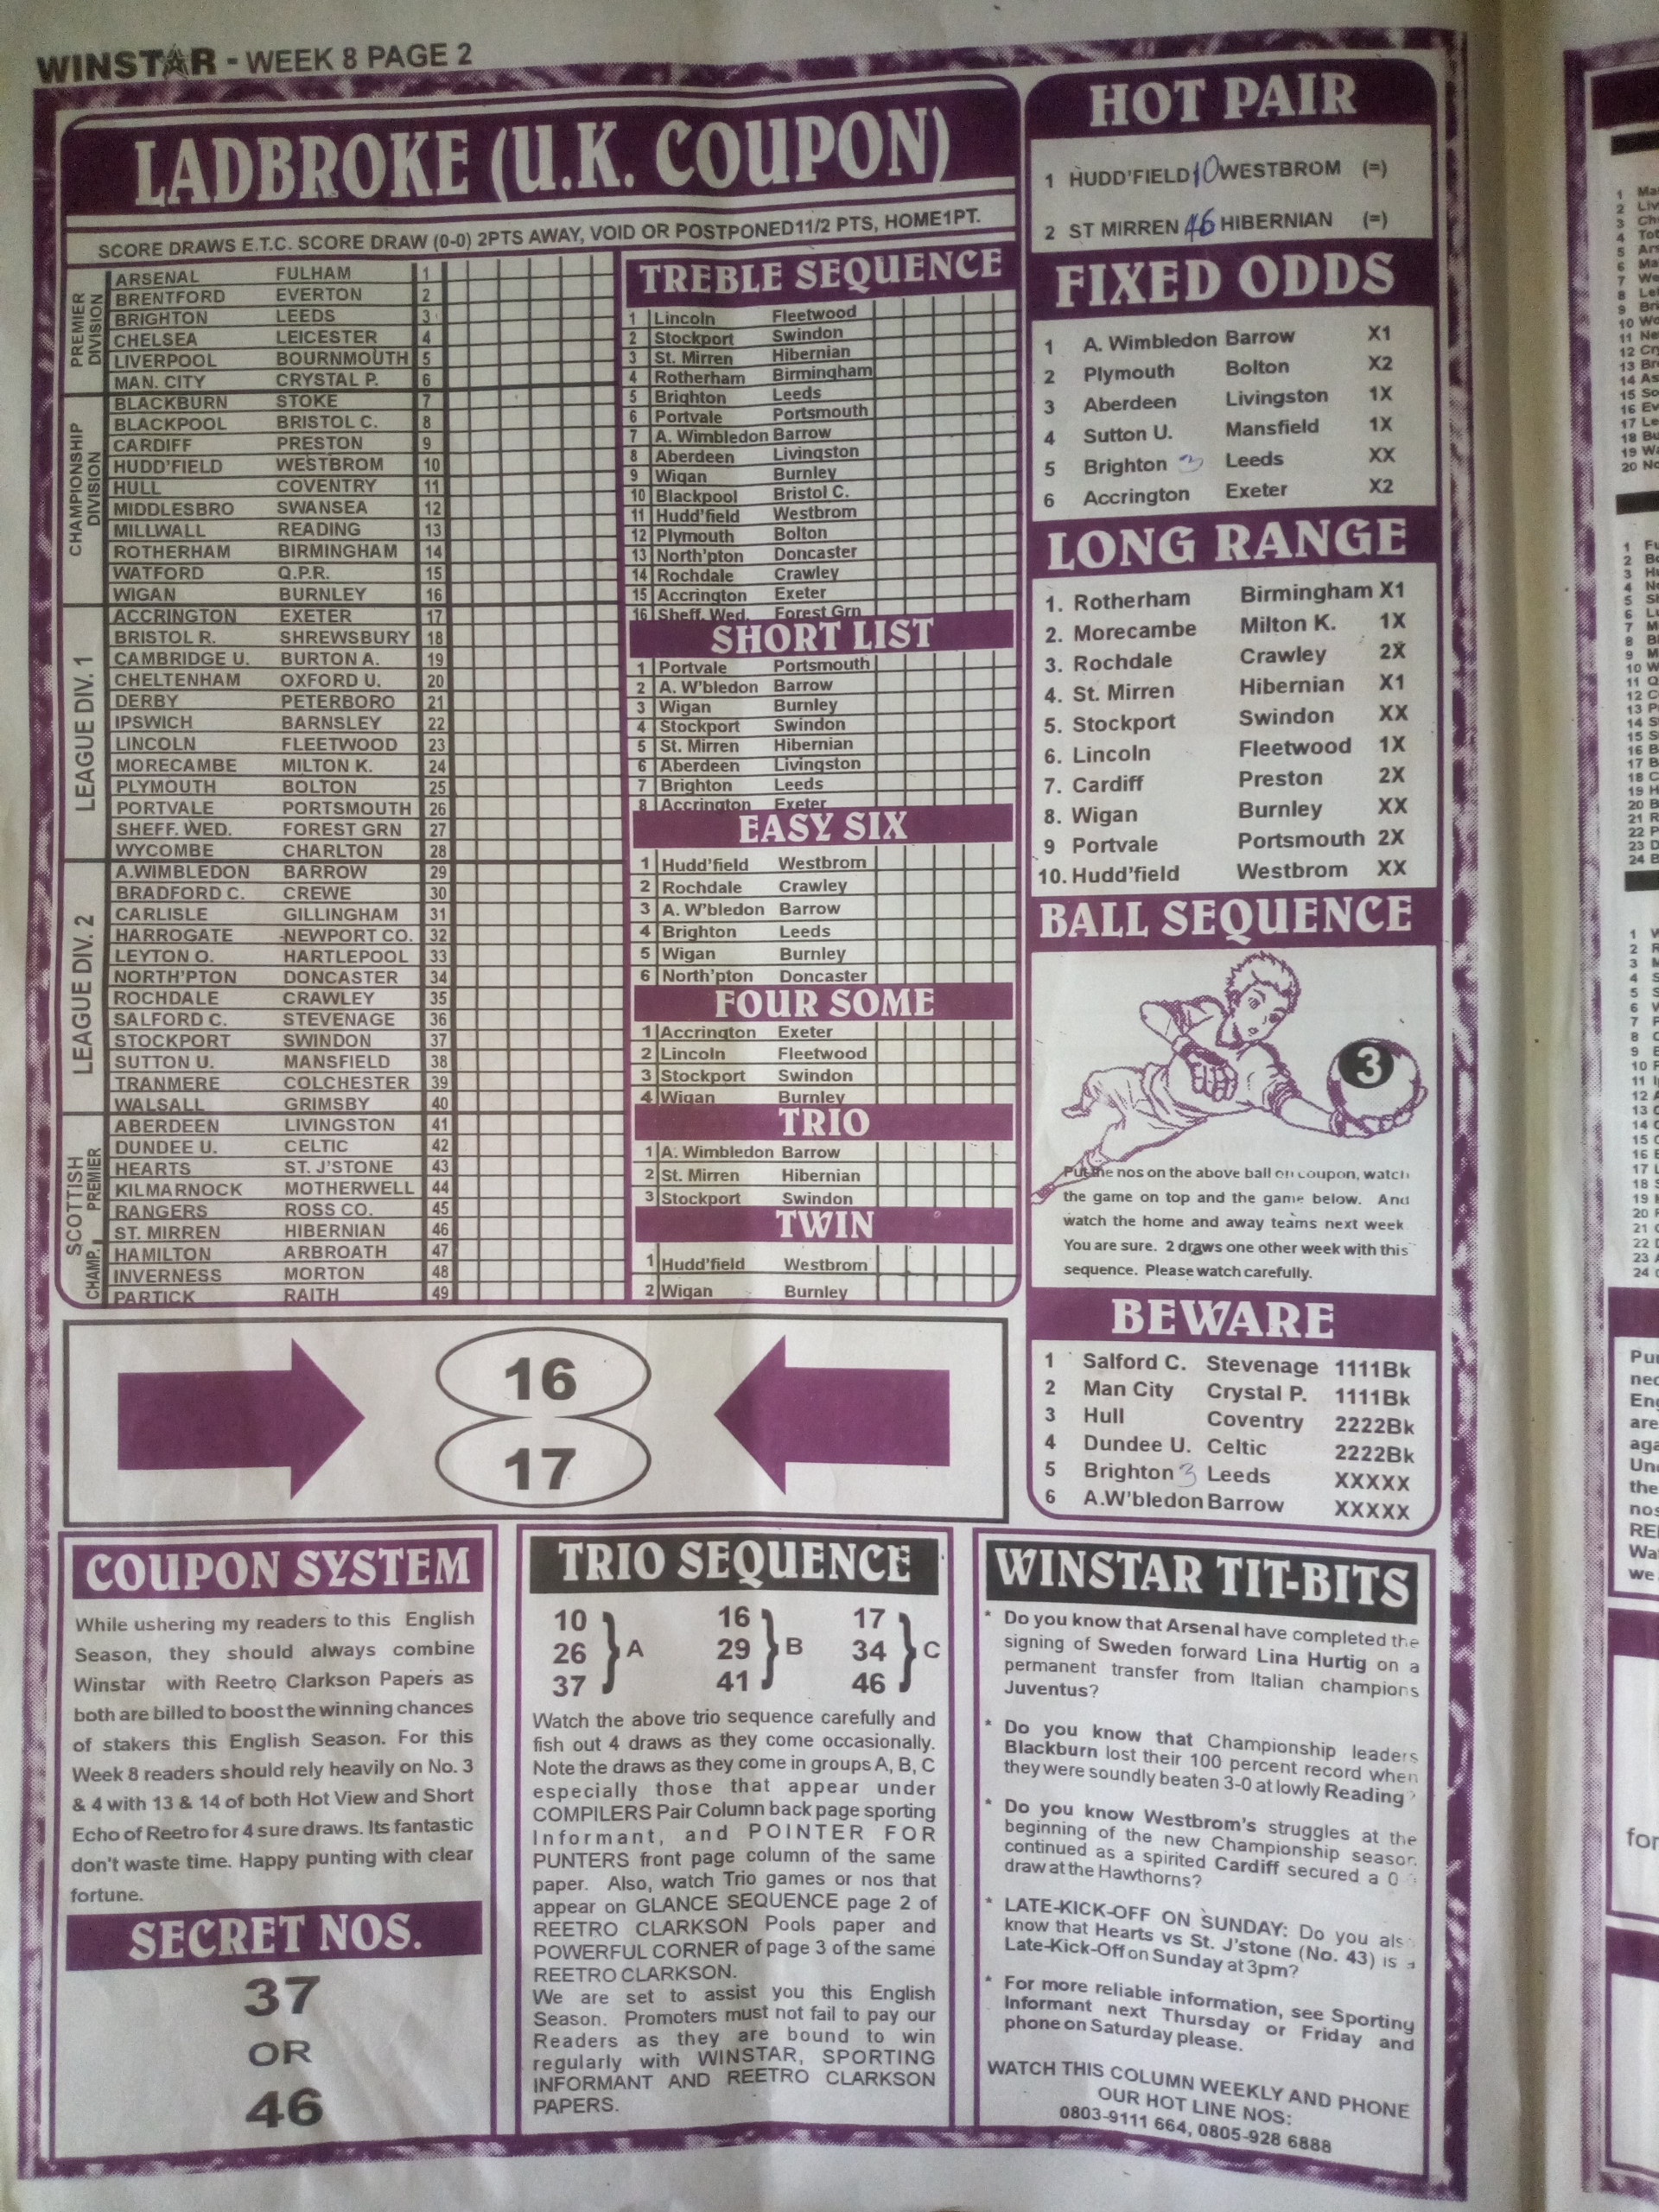 WINSTAR - WEEK 8 PAGE 2
LADBROKE (U.K. COUPON)
SCORE DRAWS E.T.C. SCORE DRAW (0-0) 2PTS AWAY, VOID OR POSTPONED11/2 PTS, HOME1PT.
PREMIER DIVISION
ARSENAL FULHAM 1
BRENTFORD EVERTON 2
BRIGHTON LEEDS 3
CHELSEA LEICESTER 4
LIVERPOOL BOURNMOUTH 5
MAN. CITY CRYSTAL P. 6
CHAMPIONSHIP DIVISION
BLACKBURN STOKE 7
BLACKPOOL BRISTOL C. 8
CARDIFF PRESTON 9
HUDD'FIELD WESTBROM 10
HULL COVENTRY 11
MIDDLESBRO SWANSEA 12
MILLWALL READING 13
ROTHERHAM BIRMINGHAM 14
WATFORD Q.P.R. 15
WIGAN BURNLEY 16
LEAGUE DIV. 1
ACCRINGTON EXETER 17
BRISTOL R. SHREWSBURY 18
CAMBRIDGE U. BURTON A. 19
CHELTENHAM OXFORD U. 20
DERBY PETERBORO 21
IPSWICH BARNSLEY 22
LINCOLN FLEETWOOD 23
MORECAMBE MILTON K. 24
PLYMOUTH BOLTON 25
PORTVALE PORTSMOUTH 26
SHEFF. WED. FOREST GRN 27
WYCOMBE CHARLTON 28
LEAGUE DIV. 2
A.WIMBLEDON BARROW 29
BRADFORD C. CREWE 30
CARLISLE GILLINGHAM 31
HARROGATE -NEWPORT CO. 32
LEYTON O. HARTLEPOOL 33
NORTH'PTON DONCASTER 34
ROCHDALE CRAWLEY 35
SALFORD C. STEVENAGE 36
STOCKPORT SWINDON 37
SUTTON U. MANSFIELD 38
TRANMERE COLCHESTER 39
WALSALL GRIMSBY 40
SCOTTISH PREMIER
ABERDEEN LIVINGSTON 41
DUNDEE U. CELTIC 42
HEARTS ST. J'STONE 43
KILMARNOCK MOTHERWELL 44
RANGERS ROSS CO. 45
ST. MIRREN HIBERNIAN 46
CHAMP.
HAMILTON ARBROATH 47
INVERNESS MORTON 48
PARTICK RAITH 49
TREBLE SEQUENCE
1 Lincoln Fleetwood
2 Stockport Swindon
3 St. Mirren Hibernian
4 Rotherham Birmingham
5 Brighton Leeds
6 Portvale Portsmouth
7 A. Wimbledon Barrow
8 Aberdeen Livingston
9 Wigan Burnley
10 Blackpool Bristol C.
11 Hudd'field Westbrom
12 Plymouth Bolton
13 North'pton Doncaster
14 Rochdale Crawley
15 Accrington Exeter
16 Sheff. Wed. Forest Grn
SHORT LIST
1 Portvale Portsmouth
2 A. W'bledon Barrow
3 Wigan Burnley
4 Stockport Swindon
5 St. Mirren Hibernian
6 Aberdeen Livingston
7 Brighton Leeds
8 Accrington Exeter
EASY SIX
1 Hudd'field Westbrom
2 Rochdale Crawley
3 A. W'bledon Barrow
4 Brighton Leeds
5 Wigan Burnley
6 North'pton Doncaster
FOUR SOME
1 Accrington Exeter
2 Lincoln Fleetwood
3 Stockport Swindon
4 Wigan Burnley
TRIO
1 A. Wimbledon Barrow
2 St. Mirren Hibernian
3 Stockport Swindon
TWIN
1 Hudd'field Westbrom
2 Wigan Burnley
HOT PAIR
1 HUDD'FIELD 10 WESTBROM (=)
2 ST MIRREN 46 HIBERNIAN (=)
FIXED ODDS
1 A. Wimbledon Barrow X1
2 Plymouth Bolton X2
3 Aberdeen Livingston 1X
4 Sutton U. Mansfield 1X
5 Brighton 3 Leeds XX
6 Accrington Exeter X2
LONG RANGE
1. Rotherham Birmingham X1
2. Morecambe Milton K. 1X
3. Rochdale Crawley 2X
4. St. Mirren Hibernian X1
5. Stockport Swindon XX
6. Lincoln Fleetwood 1X
7. Cardiff Preston 2X
8. Wigan Burnley XX
9 Portvale Portsmouth 2X
10. Hudd'field Westbrom XX
BALL SEQUENCE
3
Put the nos on the above ball on coupon, watch
the game on top and the game below. And
watch the home and away teams next week
You are sure. 2 draws one other week with this
sequence. Please watch carefully.
BEWARE
1 Salford C. Stevenage 1111Bk
2 Man City Crystal P. 1111Bk
3 Hull Coventry 2222Bk
4 Dundee U. Celtic 2222Bk
5 Brighton 3 Leeds XXXXX
6 A.W'bledon Barrow XXXXX
16
17
COUPON SYSTEM
While ushering my readers to this English
Season, they should always combine
Winstar with Reetro Clarkson Papers as
both are billed to boost the winning chances
of stakers this English Season. For this
Week 8 readers should rely heavily on No. 3
& 4 with 13 & 14 of both Hot View and Short
Echo of Reetro for 4 sure draws. Its fantastic
don't waste time. Happy punting with clear
fortune.
SECRET NOS.
37
OR
46
TRIO SEQUENCE
10 16 17
26 A 29 B 34 C
37 41 46
Watch the above trio sequence carefully and
fish out 4 draws as they come occasionally.
Note the draws as they come in groups A, B, C
especially those that appear under
COMPILERS Pair Column back page sporting
Informant, and POINTER FOR
PUNTERS front page column of the same
paper. Also, watch Trio games or nos that
appear on GLANCE SEQUENCE page 2 of
REETRO CLARKSON Pools paper and
POWERFUL CORNER of page 3 of the same
REETRO CLARKSON.
We are set to assist you this English
Season. Promoters must not fail to pay our
Readers as they are bound to win
regularly with WINSTAR, SPORTING
INFORMANT AND REETRO CLARKSON
PAPERS.
WINSTAR TIT-BITS
* Do you know that Arsenal have completed the
signing of Sweden forward Lina Hurtig on a
permanent transfer from Italian champions
Juventus?
* Do you know that Championship leaders
Blackburn lost their 100 percent record when
they were soundly beaten 3-0 at lowly Reading?
* Do you know Westbrom's struggles at the
beginning of the new Championship season
continued as a spirited Cardiff secured a 0
draw at the Hawthorns?
* LATE-KICK-OFF ON SUNDAY: Do you also
know that Hearts vs St. J'stone (No. 43) is a
Late-Kick-Off on Sunday at 3pm?
* For more reliable information, see Sporting
Informant next Thursday or Friday and
phone on Saturday please.
WATCH THIS COLUMN WEEKLY AND PHONE
OUR HOT LINE NOS:
0803-9111 664, 0805-928 6888